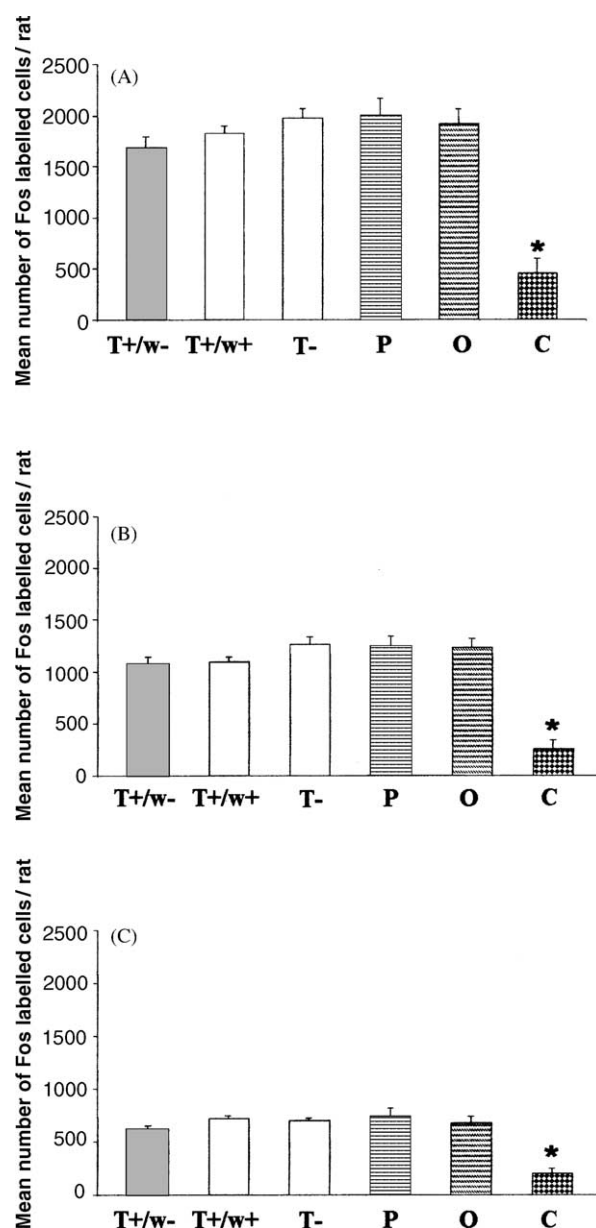 Mean number of Fos labelled cells / rat
(A)
2500
2000
1500
1000
500
0
*
T+/w- T+/w+ T- P O C
Mean number of Fos labelled cells / rat
(B)
2500
2000
1500
1000
500
0
*
T+/w- T+/w+ T- P O C
Mean number of Fos labelled cells / rat
(C)
2500
2000
1500
1000
500
0
*
T+/w- T+/w+ T- P O C